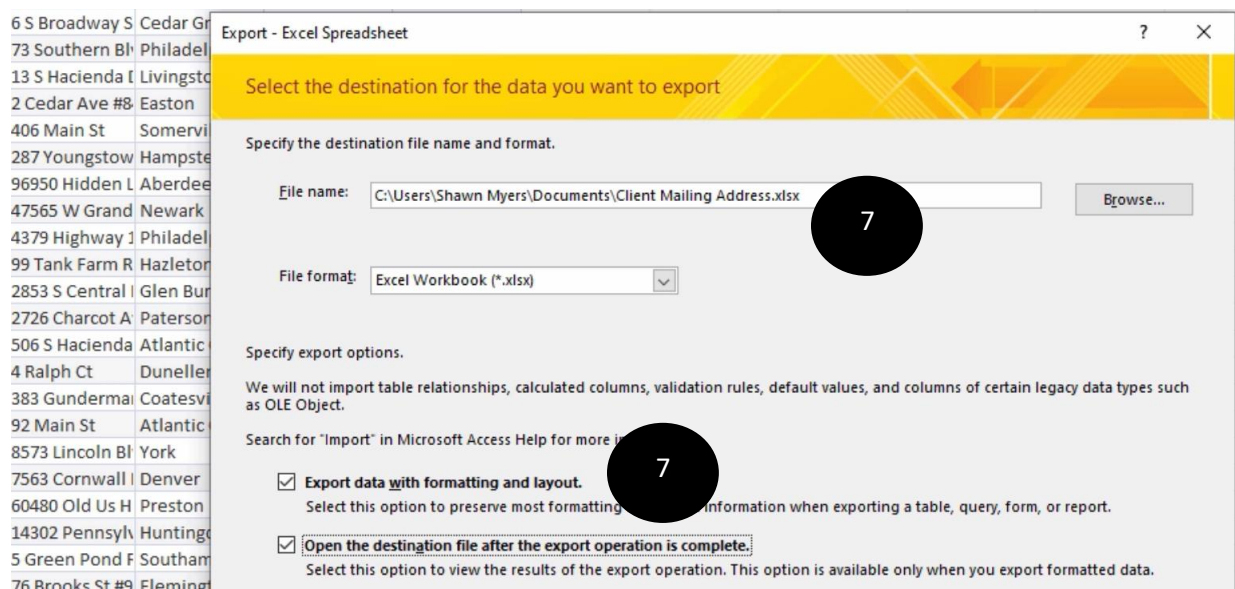 6 S Broadway S Cedar Gr
73 Southern Bl Philadel
13 S Hacienda Livingsto
2 Cedar Ave #8 Easton
406 Main St Somervi
287 Youngstow Hampste
96950 Hidden L Aberdee
47565 W Grand Newark
4379 Highway 1 Philadel
99 Tank Farm R Hazleton
2853 S Central Glen Bur
2726 Charcot A Paterson
506 S Hacienda Atlantic
4 Ralph Ct Duneller
383 Gunderma Coatesvi
92 Main St Atlantic
8573 Lincoln Bl York
7563 Cornwall Denver
60480 Old Us H Preston
14302 Pennsylv Huntingd
5 Green Pond F Southam
76 Brooks St #9 Flemingt
Export - Excel Spreadsheet ? ×
Select the destination for the data you want to export
Specify the destination file name and format.
File name: C:\Users\Shawn Myers\Documents\Client Mailing Address.xlsx 7 Browse...
File format: Excel Workbook (*.xlsx)
Specify export options.
We will not import table relationships, calculated columns, validation rules, default values, and columns of certain legacy data types such
as OLE Object.
Search for "Import" in Microsoft Access Help for more
7
Export data with formatting and layout.
Select this option to preserve most formatting information when exporting a table, query, form, or report.
Open the destination file after the export operation is complete.
Select this option to view the results of the export operation. This option is available only when you export formatted data.